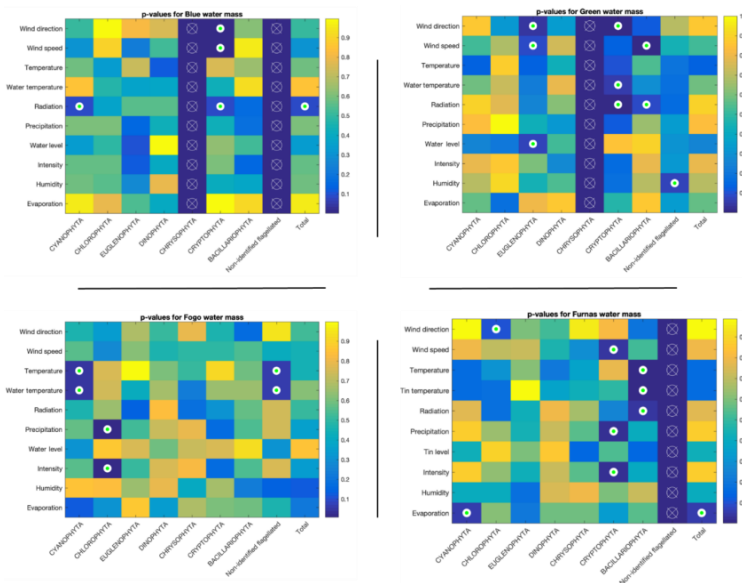 p-values for Blue water mass
Wind direction
Wind speed
Temperature
Water temperature
Radiation
Precipitation
Water level
Intensity
Humidity
Evaporation
CYANOPHYTA
CHLOROPHYTA
EUGLENOPHYTA
DINOPHYTA
CHRYSOPHYTA
CRYPTOPHYTA
BACILLARIOPHYTA
Non-identified flagellated
Total
0.9
0.8
0.7
0.6
0.5
0.4
0.3
0.2
0.1
p-values for Green water mass
Wind direction
Wind speed
Temperature
Water temperature
Radiation
Precipitation
Water level
Intensity
Humidity
Evaporation
CYANOPHYTA
CHLOROPHYTA
EUGLENOPHYTA
DINOPHYTA
CHRYSOPHYTA
CRYPTOPHYTA
BACILLARIOPHYTA
Non-identified flagellated
Total
p-values for Fogo water mass
Wind direction
Wind speed
Temperature
Water temperature
Radiation
Precipitation
Water level
Intensity
Humidity
Evaporation
CYANOPHYTA
CHLOROPHYTA
EUGLENOPHYTA
DINOPHYTA
CHRYSOPHYTA
CRYPTOPHYTA
BACILLARIOPHYTA
Non-identified flagellated
Total
0.9
0.8
0.7
0.6
0.5
0.4
0.3
0.2
0.1
p-values for Furnas water mass
Wind direction
Wind speed
Temperature
Tin temperature
Radiation
Precipitation
Tin level
Intensity
Humidity
Evaporation
CYANOPHYTA
CHLOROPHYTA
EUGLENOPHYTA
DINOPHYTA
CHRYSOPHYTA
CRYPTOPHYTA
BACILLARIOPHYTA
Non-identified flagellated
Total